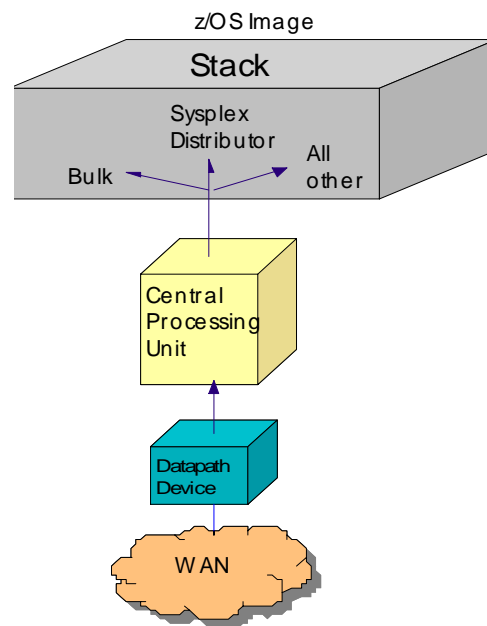 z/OS Image
Stack
Sysplex
Distributor
Bulk
All
other
Central
Processing
Unit
Datapath
Device
WAN